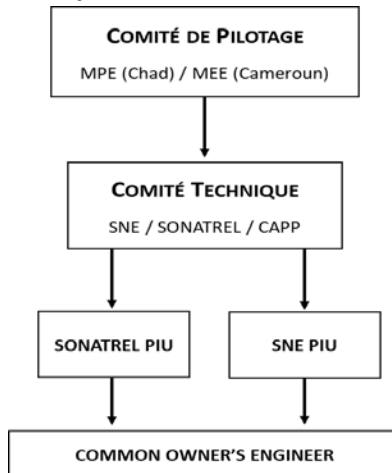 COMITÉ DE PILOTAGE
MPE (Chad) / MEE (Cameroun)
COMITÉ TECHNIQUE
SNE / SONATREL / CAPP
SONATREL PIU
SNE PIU
COMMON OWNER'S ENGINEER